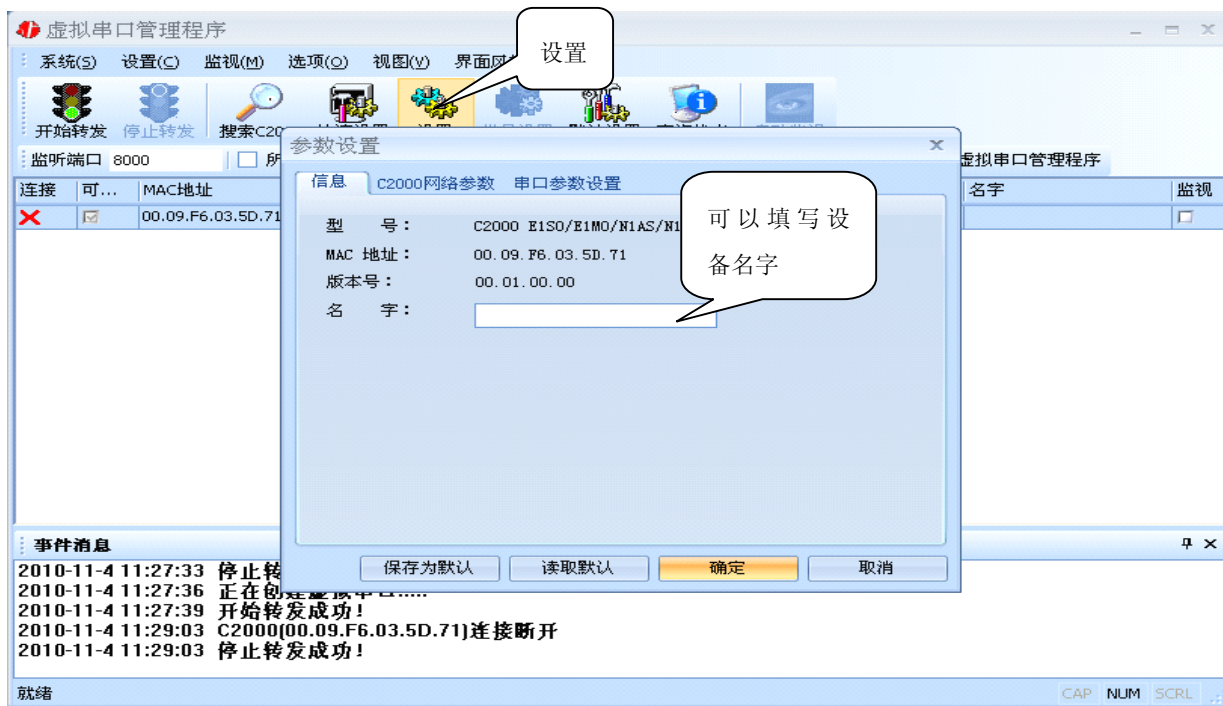 虚拟串口管理程序
系统(S) 设置(C) 监视(M) 选项(O) 视图(V) 界面风
设置
开始转发 停止转发 搜索C20
监听端口 8000 所
虚拟串口管理程序
连接 可... MAC地址 名字 监视
00.09.F6.03.5D.71
参数设置
信息 C2000网络参数 串口参数设置
型 号： C2000 E1S0/E1M0/N1AS/N1
MAC 地址： 00.09.F6.03.5D.71
版本号： 00.01.00.00
名 字：
可以填写设
备名字
保存为默认 读取默认 确定 取消
事件消息
2010-11-4 11:27:33 停止转
2010-11-4 11:27:36 正在创建虚拟串口.....
2010-11-4 11:27:39 开始转发成功!
2010-11-4 11:29:03 C2000(00.09.F6.03.5D.71)连接断开
2010-11-4 11:29:03 停止转发成功!
就绪 CAP NUM SCRL